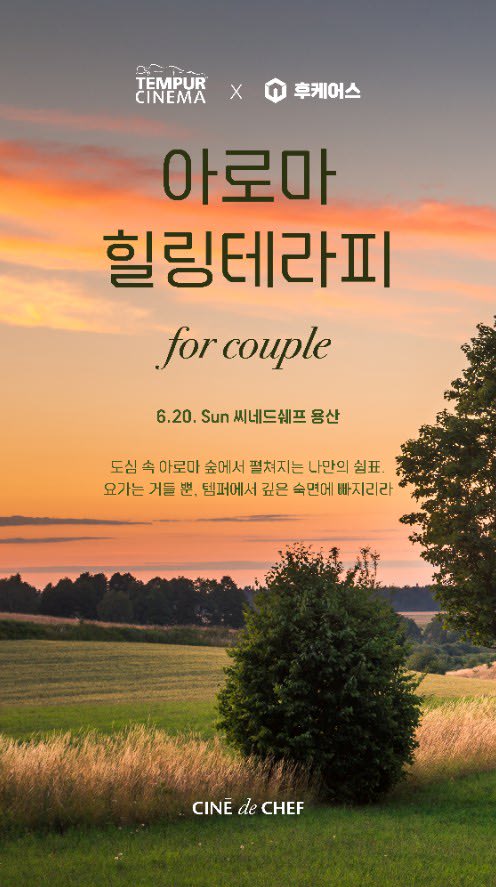 TEMPUR
CINEMA X 후케어스
아로마
힐링테라피
for couple
6.20. Sun 씨네드쉐프 용산
도심 속 아로마 숲에서 펼쳐지는 나만의 쉼표.
요가는 거들 뿐, 템퍼에서 깊은 숙면에 빠지리라
CINĒ de CHEF